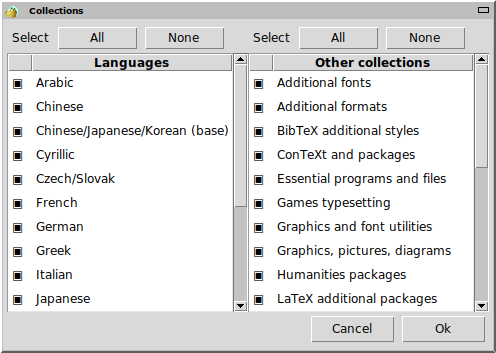 Collections
Select All None Select All None
Languages
Arabic
Chinese
Chinese/Japanese/Korean (base)
Cyrillic
Czech/Slovak
French
German
Greek
Italian
Japanese
Other collections
Additional fonts
Additional formats
BibTeX additional styles
ConTeXt and packages
Essential programs and files
Games typesetting
Graphics and font utilities
Graphics, pictures, diagrams
Humanities packages
LaTeX additional packages
Cancel Ok